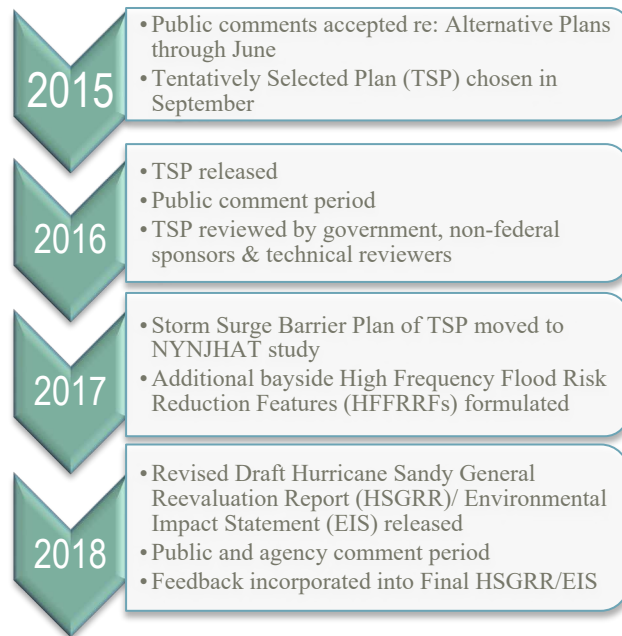 2015
• Public comments accepted re: Alternative Plans
through June
• Tentatively Selected Plan (TSP) chosen in
September
2016
• TSP released
• Public comment period
• TSP reviewed by government, non-federal
sponsors & technical reviewers
2017
• Storm Surge Barrier Plan of TSP moved to
NYNJHAT study
• Additional bayside High Frequency Flood Risk
Reduction Features (HFFRRFs) formulated
2018
• Revised Draft Hurricane Sandy General
Reevaluation Report (HSGRR)/ Environmental
Impact Statement (EIS) released
• Public and agency comment period
• Feedback incorporated into Final HSGRR/EIS